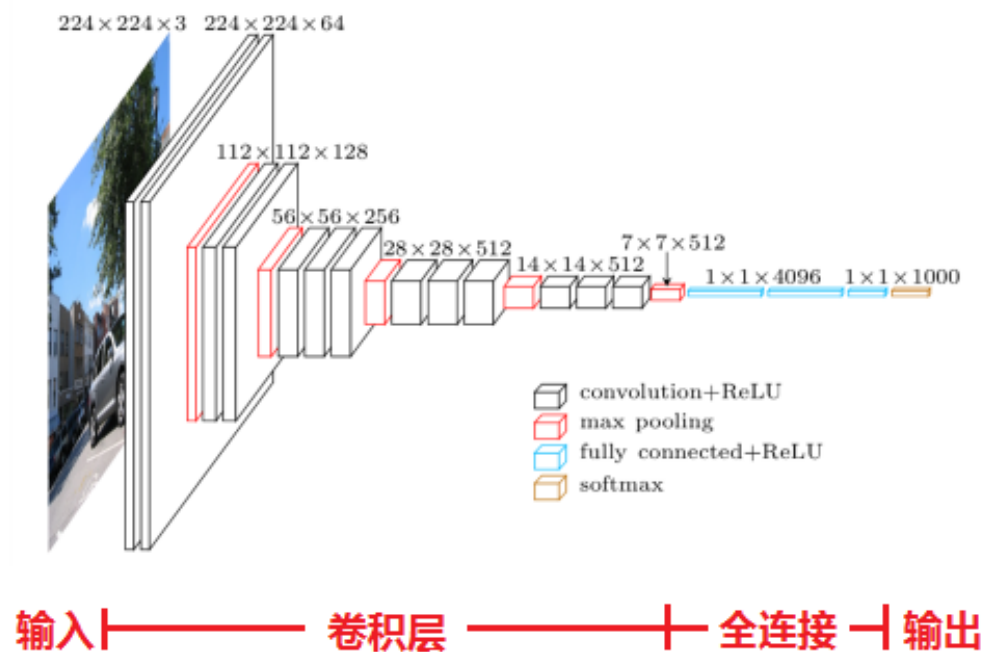 224×224×3
224×224×64
112×112×128
56×56×256
28×28×512
14×14×512
7×7×512
1×1×4096
1×1×1000
convolution+ReLU
max pooling
fully connected+ReLU
softmax
输入
卷积层
全连接
输出